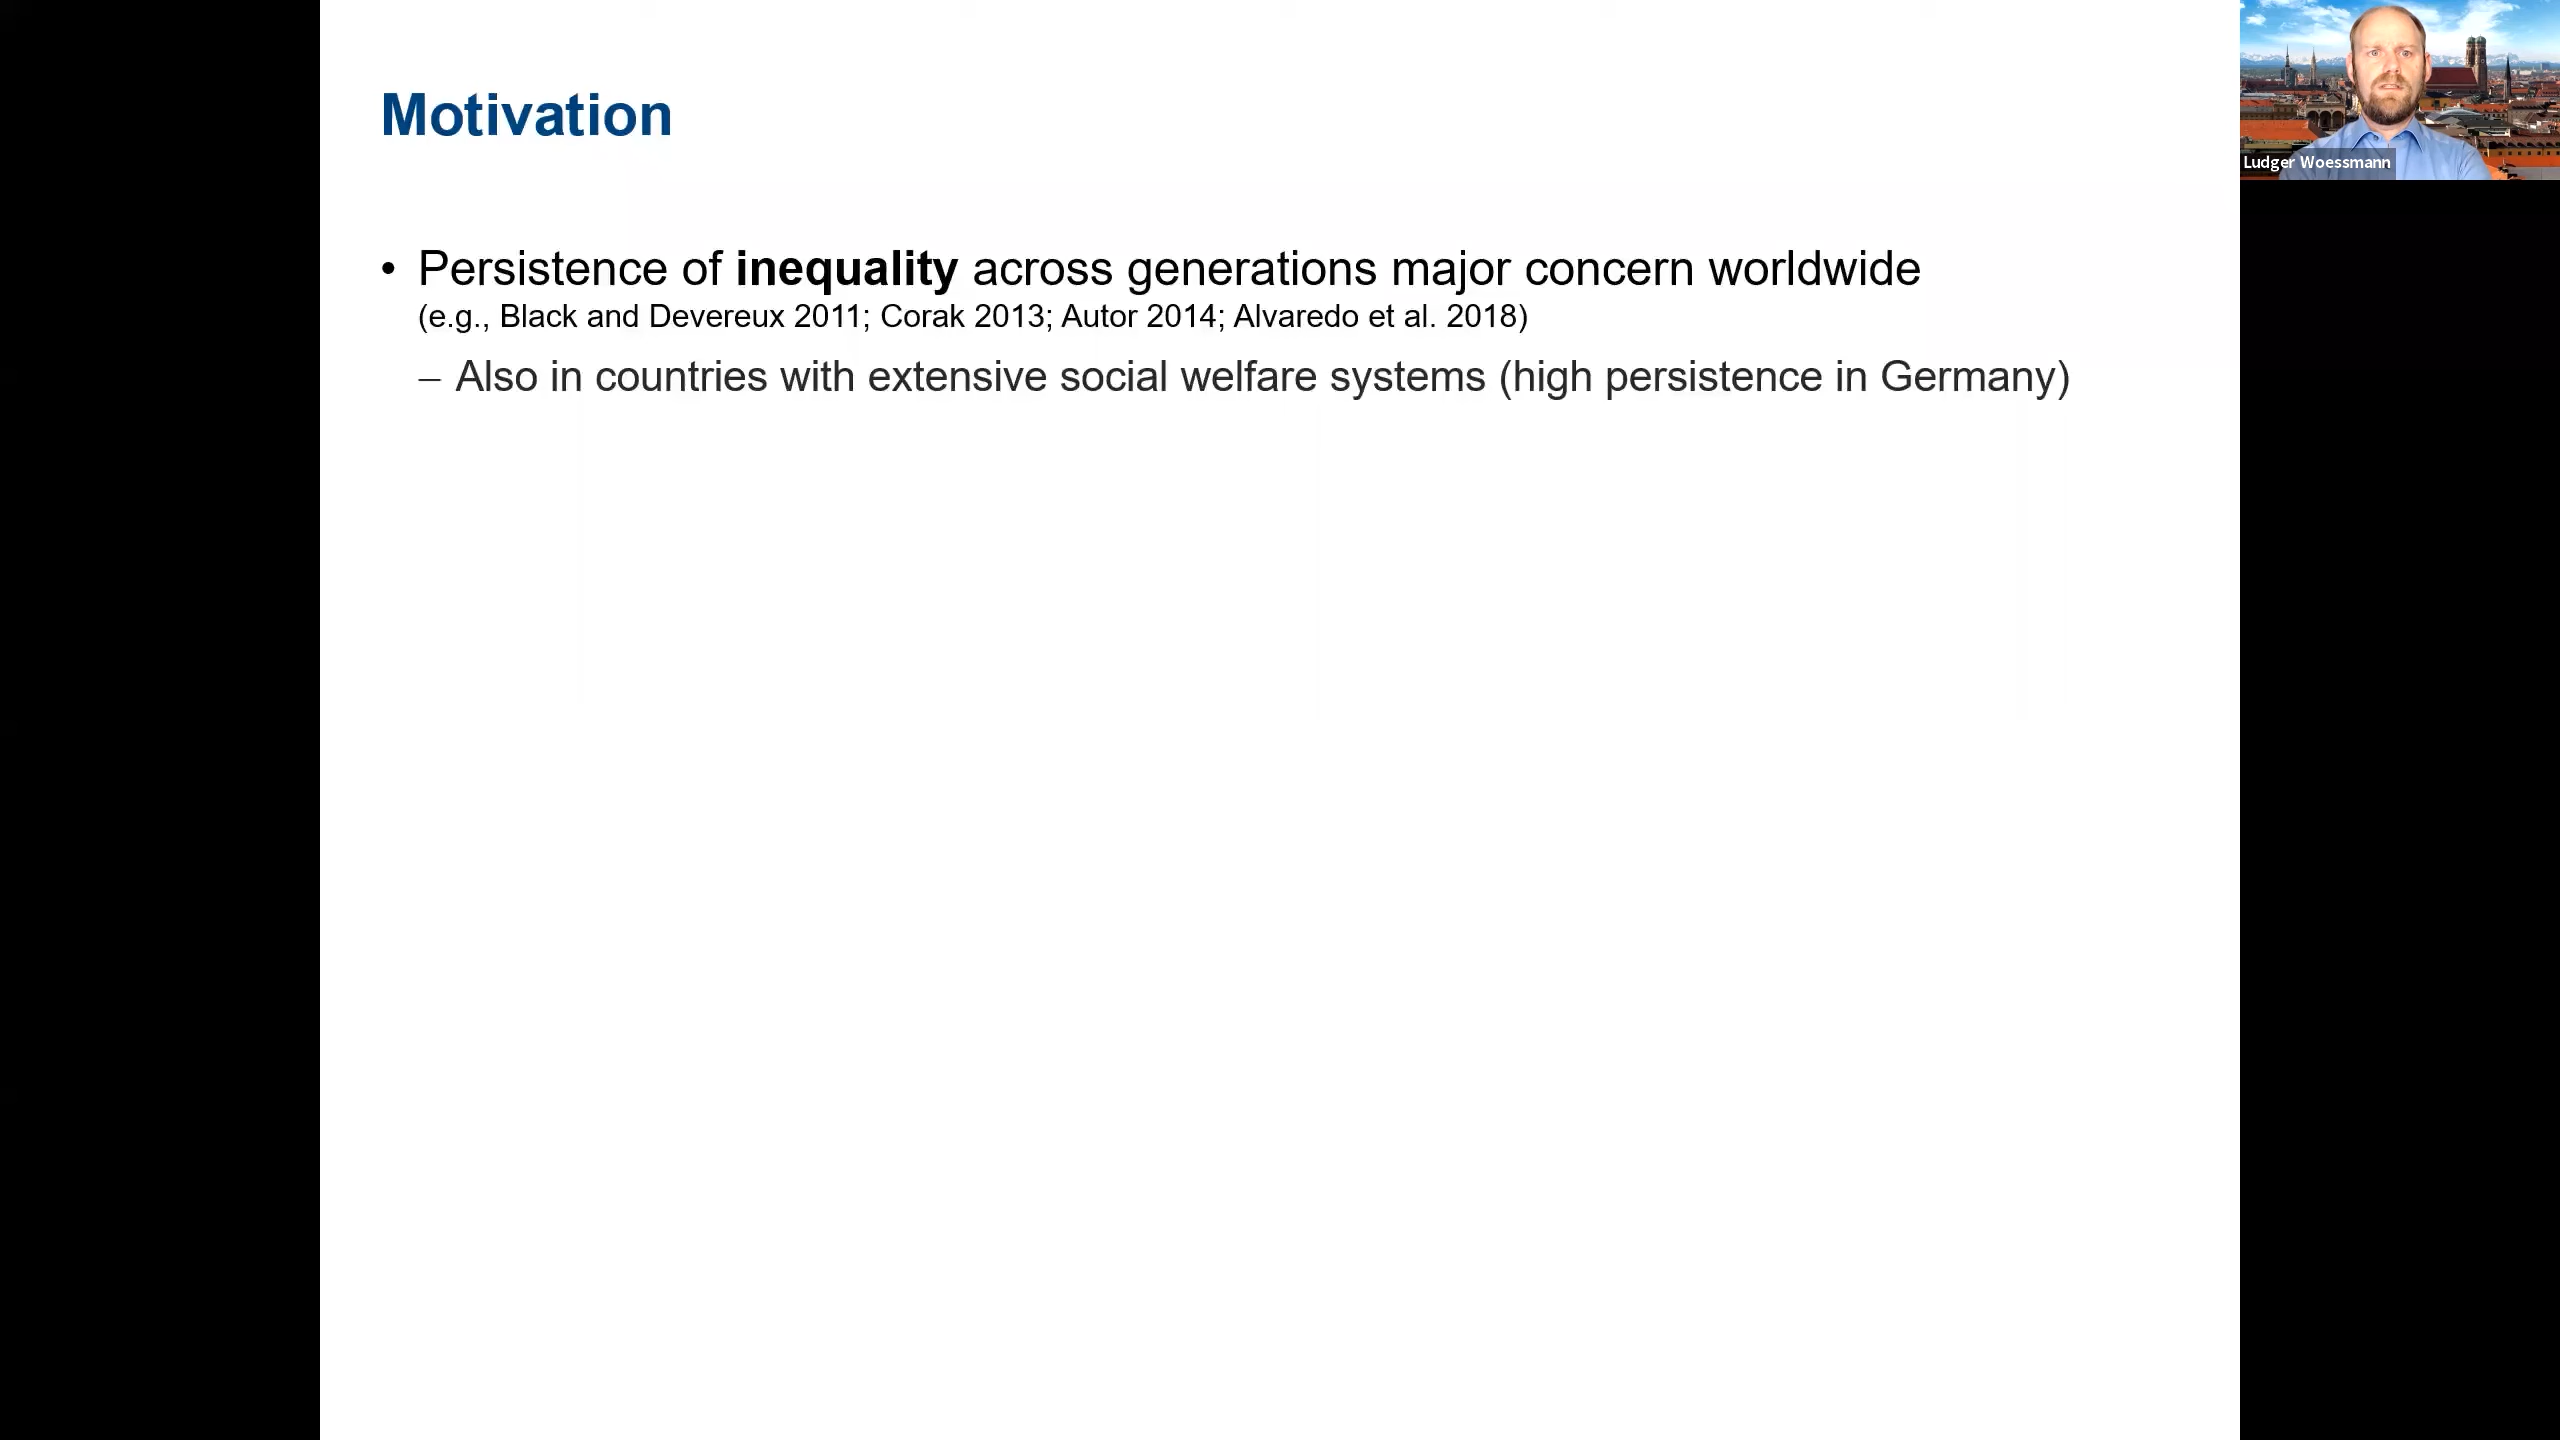 Motivation
• Persistence of inequality across generations major concern worldwide
(e.g., Black and Devereux 2011; Corak 2013; Autor 2014; Alvaredo et al. 2018)
– Also in countries with extensive social welfare systems (high persistence in Germany)
Ludger Woessmann